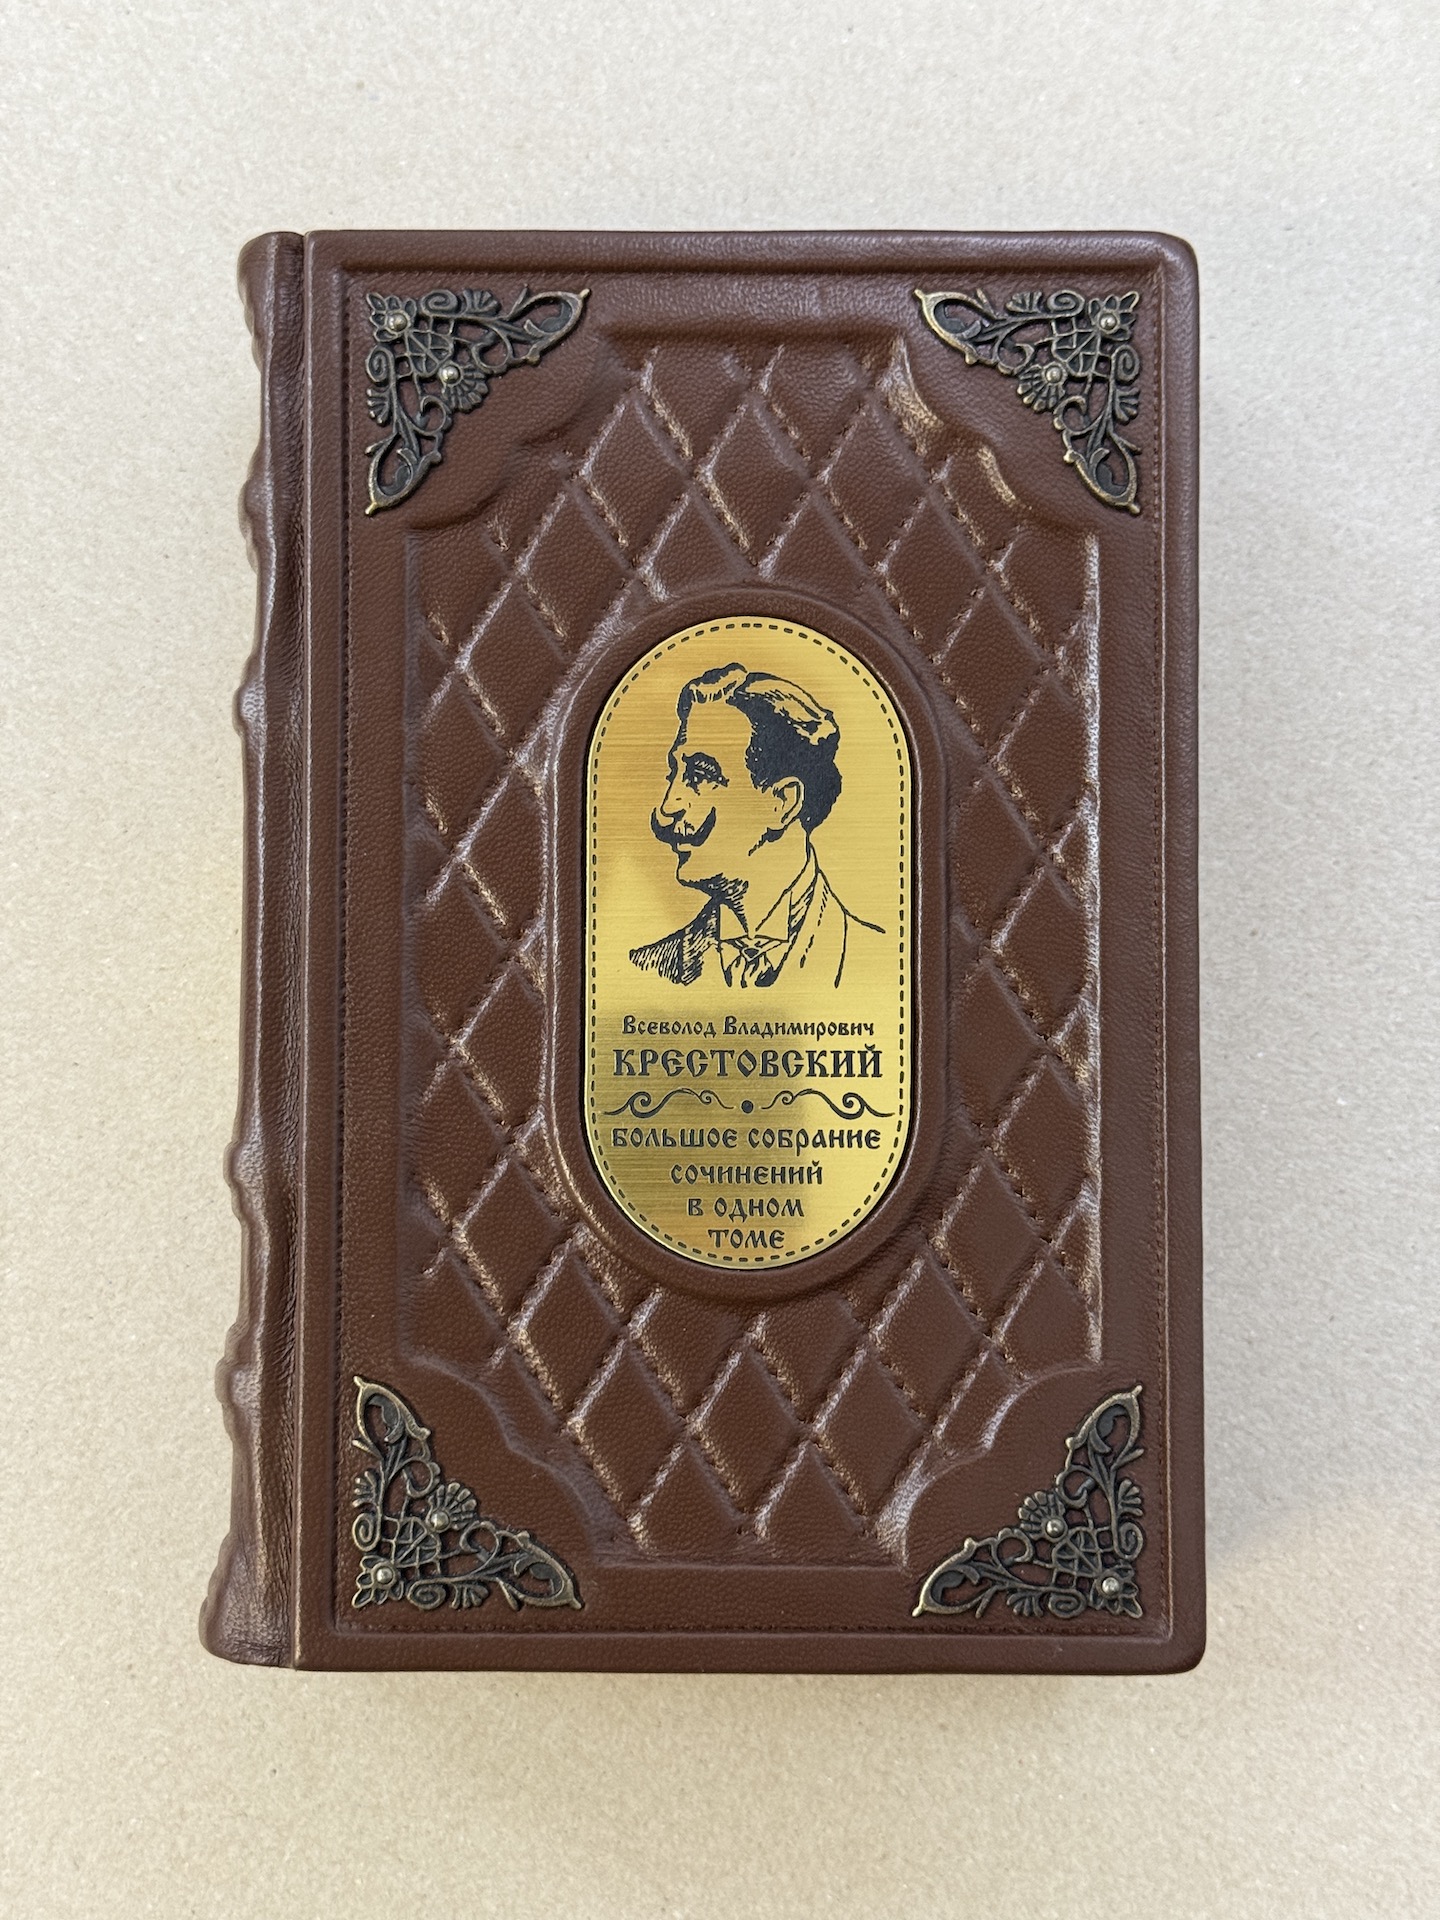 Всеволод Владимирович
КРЕСТОВСКИЙ
БОЛЬШОЕ СОБРАНИЕ
СОЧИНЕНИЙ
В ОДНОМ
ТОМЕ